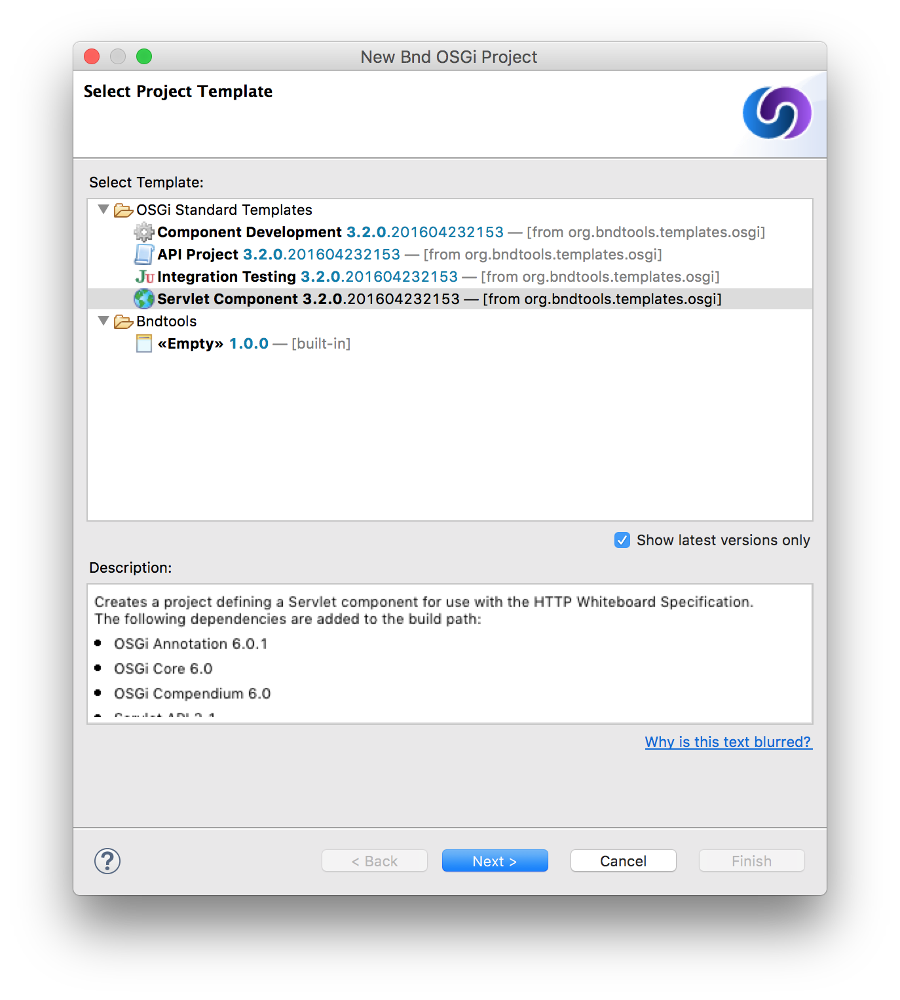 New Bnd OSGi Project
Select Project Template
Select Template:
OSGi Standard Templates
Component Development 3.2.0.201604232153 — [from org.bndtools.templates.osgi]
API Project 3.2.0.201604232153 — [from org.bndtools.templates.osgi]
Ju Integration Testing 3.2.0.201604232153 — [from org.bndtools.templates.osgi]
Servlet Component 3.2.0.201604232153 — [from org.bndtools.templates.osgi]
Bndtools
«Empty» 1.0.0 — [built-in]
Show latest versions only
Description:
Creates a project defining a Servlet component for use with the HTTP Whiteboard Specification.
The following dependencies are added to the build path:
• OSGi Annotation 6.0.1
• OSGi Core 6.0
• OSGi Compendium 6.0
• Servlet API 3.1
Why is this text blurred?
? < Back Next > Cancel Finish